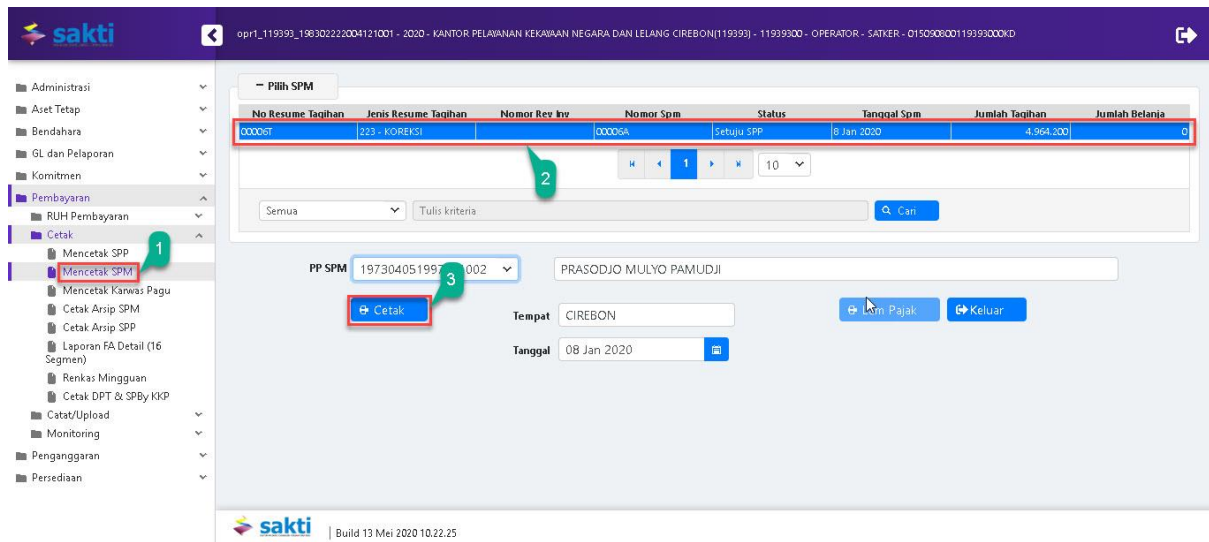 sakti
opr1_119393_198302222004121001 - 2020 - KANTOR PELAYANAN KEKAYAAN NEGARA DAN LELANG CIREBON(119393) - 11939300 - OPERATOR - SATKER - 015090800119393000KD
Administrasi
Aset Tetap
Bendahara
GL dan Pelaporan
Komitmen
Pembayaran
RUH Pembayaran
Cetak
Mencetak SPP
Mencetak SPM
1
Mencetak Karwas Pagu
Cetak Arsip SPM
Cetak Arsip SPP
Laporan FA Detail (16
Segmen)
Renkas Mingguan
Cetak DPT & SPBy KKP
Catat/Upload
Monitoring
Penganggaran
Persediaan
Pilih SPM
No Resume Tagihan Jenis Resume Tagihan Nomor Rev Inv Nomor Spm Status Tanggal Spm Jumlah Tagihan Jumlah Belanja
00006T 223 - KOREKSI 00006A Setuju SPP 8 Jan 2020 4.964.200 0
2
1 10
Semua Tulis kriteria Cari
PP SPM 002 PRASODJO MULYO PAMUDJI
3
Cetak Tempat CIREBON Pajak Keluar
Tanggal 08 Jan 2020
sakti | Build 13 Mei 2020 10.22.25